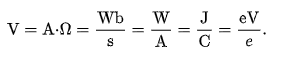 V = A·Ω = Wb/s = W/A = J/C = eV/e.